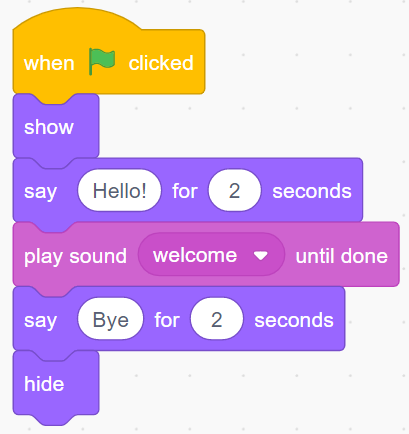 when clicked
show
say Hello! for 2 seconds
play sound welcome until done
say Bye for 2 seconds
hide